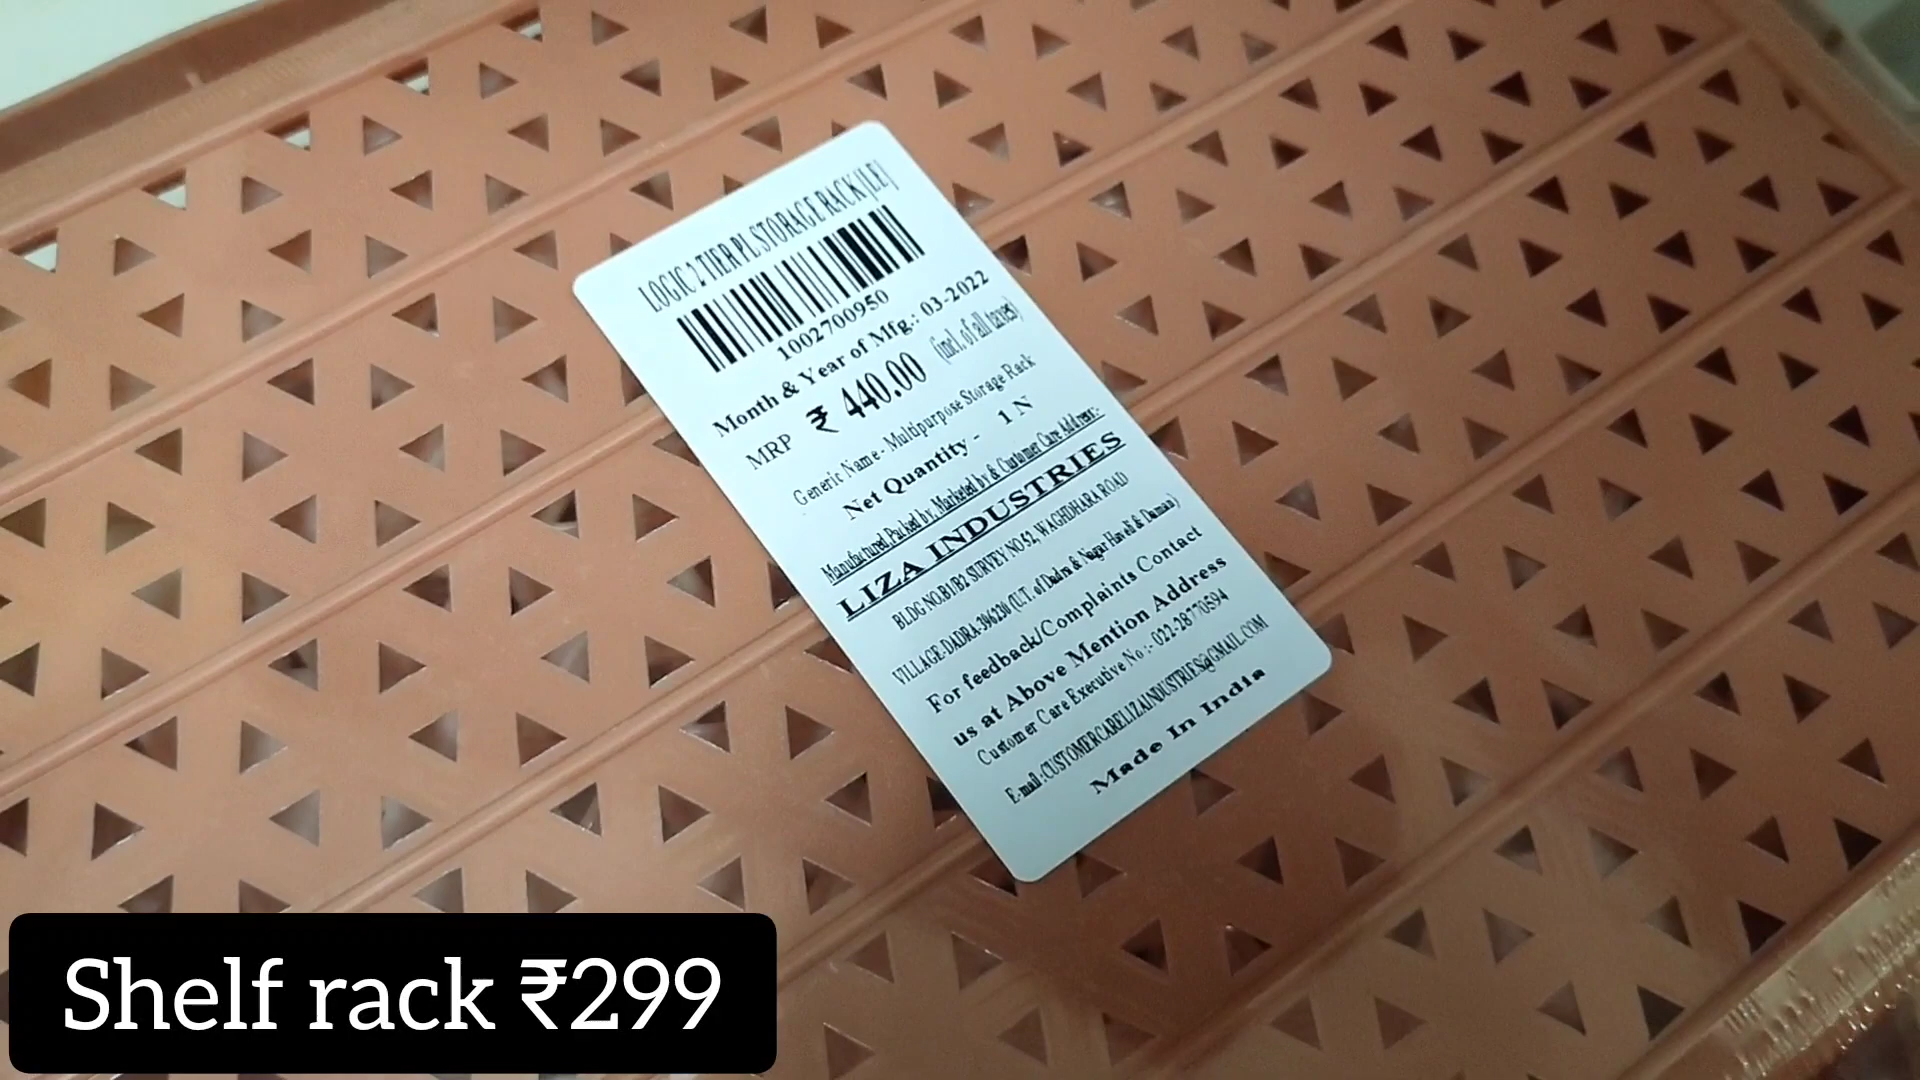 LOGIC 2 TIER PL STORAGE RACK (LE)
1002700950
Month & Year of Mfg.: 03-2022
MRP ₹ 440.00 (incl. of all taxes)
Generic Name- Multipurpose Storage Rack
Net Quantity - 1 N
Manufactured,Packed by, Marketed by & Customer Care Address:-
LIZA INDUSTRIES
BLDG NO.B1/B2 SURVEY NO 52, WAGHDHARA ROAD
VILLAGE-DADRA-396230 (U.T. of Dadra & Nagar Haveli & Daman)
For feedback/Complaints Contact
us at Above Mention Address
Customer Care Executive No :- 022-28770594
E-mail :CUSTOMERCARELIZAINDUSTRIES@GMAIL.COM
Made In India
Shelf rack ₹299